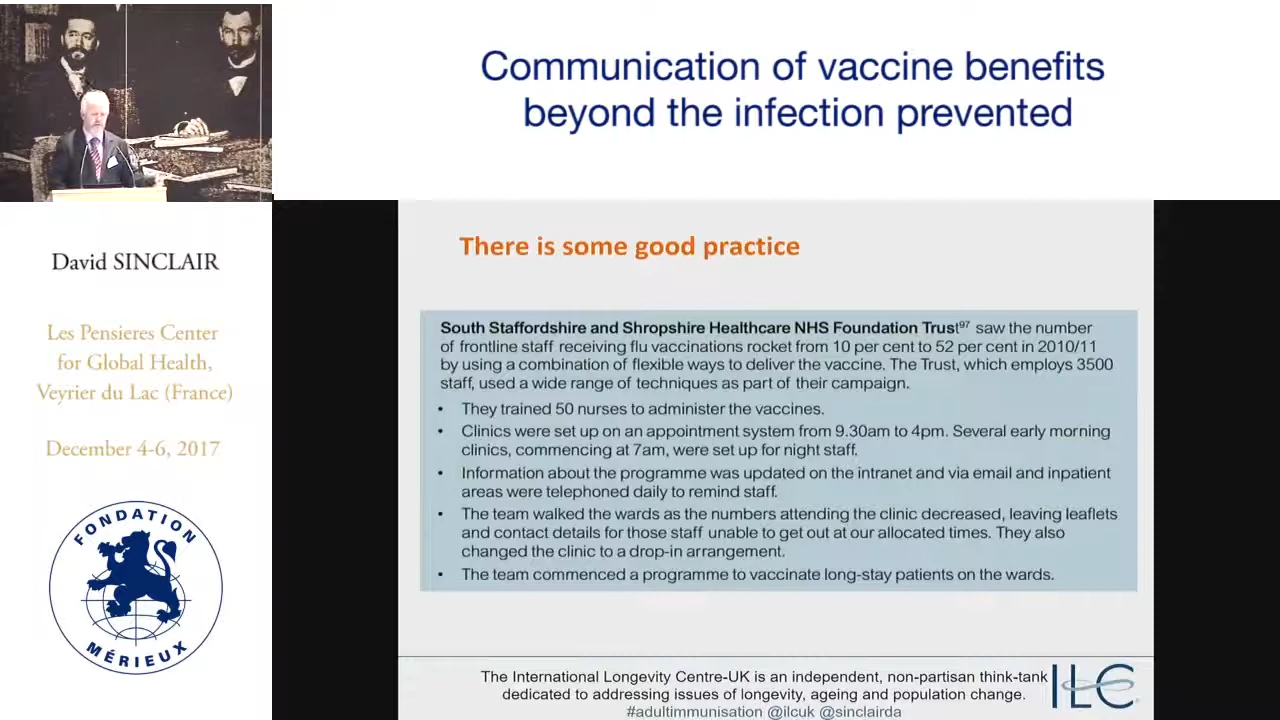 Communication of vaccine benefits
beyond the infection prevented
David SINCLAIR
Les Pensieres Center
for Global Health,
Veyrier du Lac (France)
December 4-6, 2017
FONDATION
MÉRIEUX
There is some good practice
South Staffordshire and Shropshire Healthcare NHS Foundation Trust97 saw the number
of frontline staff receiving flu vaccinations rocket from 10 per cent to 52 per cent in 2010/11
by using a combination of flexible ways to deliver the vaccine. The Trust, which employs 3500
staff, used a wide range of techniques as part of their campaign.
• They trained 50 nurses to administer the vaccines.
• Clinics were set up on an appointment system from 9.30am to 4pm. Several early morning
clinics, commencing at 7am, were set up for night staff.
• Information about the programme was updated on the intranet and via email and inpatient
areas were telephoned daily to remind staff.
• The team walked the wards as the numbers attending the clinic decreased, leaving leaflets
and contact details for those staff unable to get out at our allocated times. They also
changed the clinic to a drop-in arrangement.
• The team commenced a programme to vaccinate long-stay patients on the wards.
The International Longevity Centre-UK is an independent, non-partisan think-tank
dedicated to addressing issues of longevity, ageing and population change.
#adultimmunisation @ilcuk @sinclairda
ILC